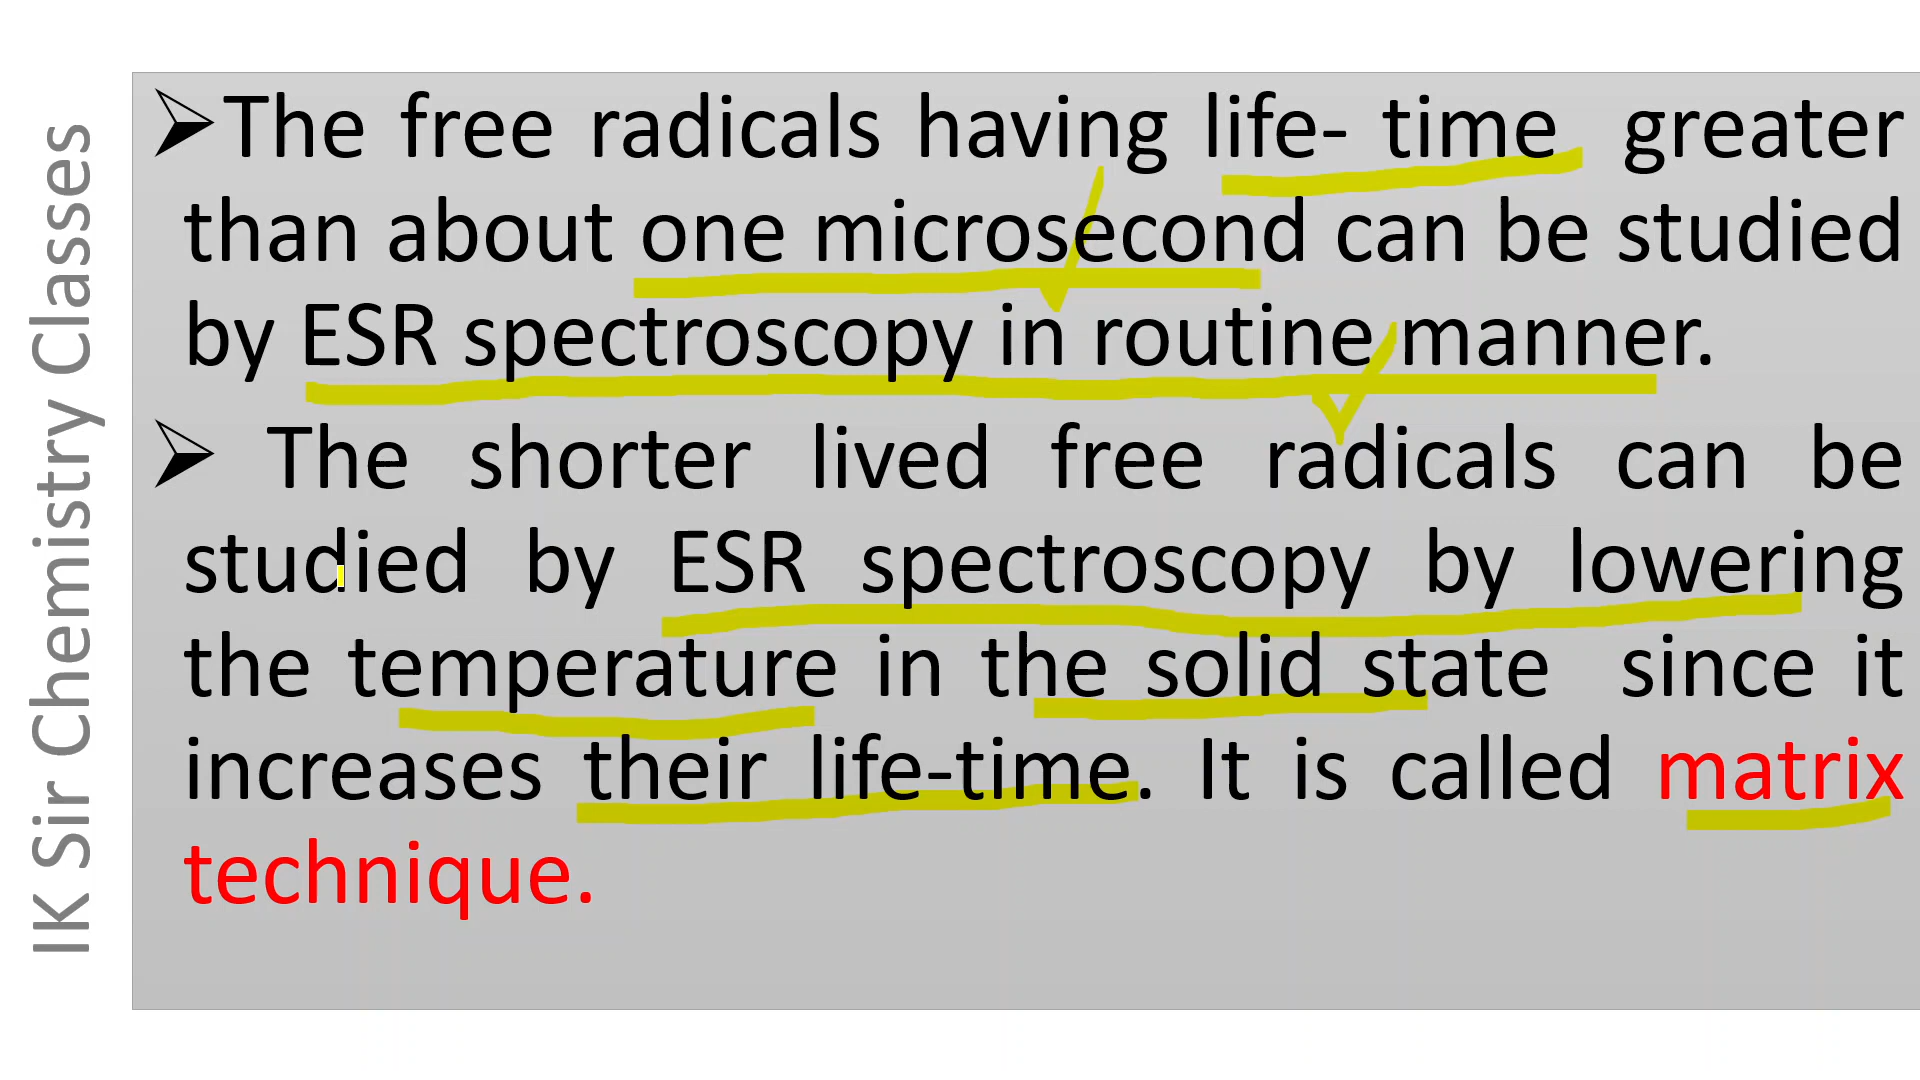 IK Sir Chemistry Classes
➢The free radicals having life- time greater
than about one microsecond can be studied
by ESR spectroscopy in routine manner.
➢ The shorter lived free radicals can be
studied by ESR spectroscopy by lowering
the temperature in the solid state since it
increases their life-time. It is called matrix
technique.